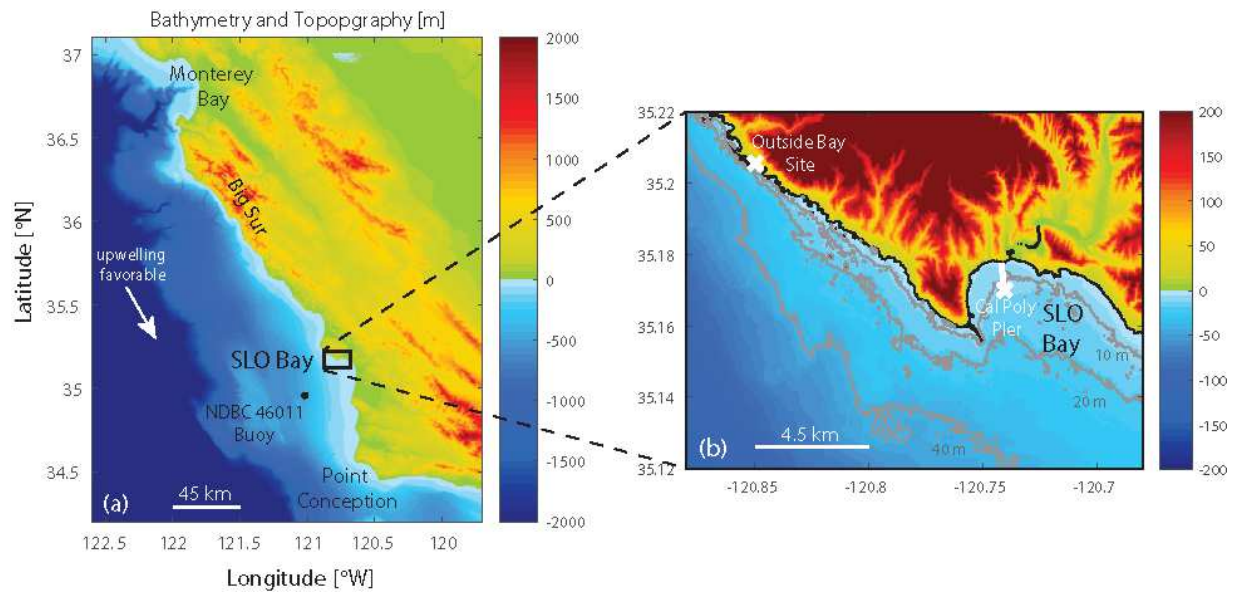 Bathymetry and Topopgraphy [m]
37
36.5
36
35.5
35
34.5
Latitude [°N]
122.5
122
121.5
121
120.5
120
Longitude [°W]
Monterey
Bay
Big Sur
upwelling
favorable
SLO Bay
NDBC 46011
Buoy
Point
Conception
(a)
45 km
2000
1500
1000
500
0
-500
-1000
-1500
-2000
35.22
35.2
35.18
35.16
35.14
35.12
Outside Bay
Site
Cal Poly
Pier
SLO
Bay
10 m
20 m
40 m
(b)
4.5 km
-120.85
-120.8
-120.75
-120.7
200
150
100
50
0
-50
-100
-150
-200